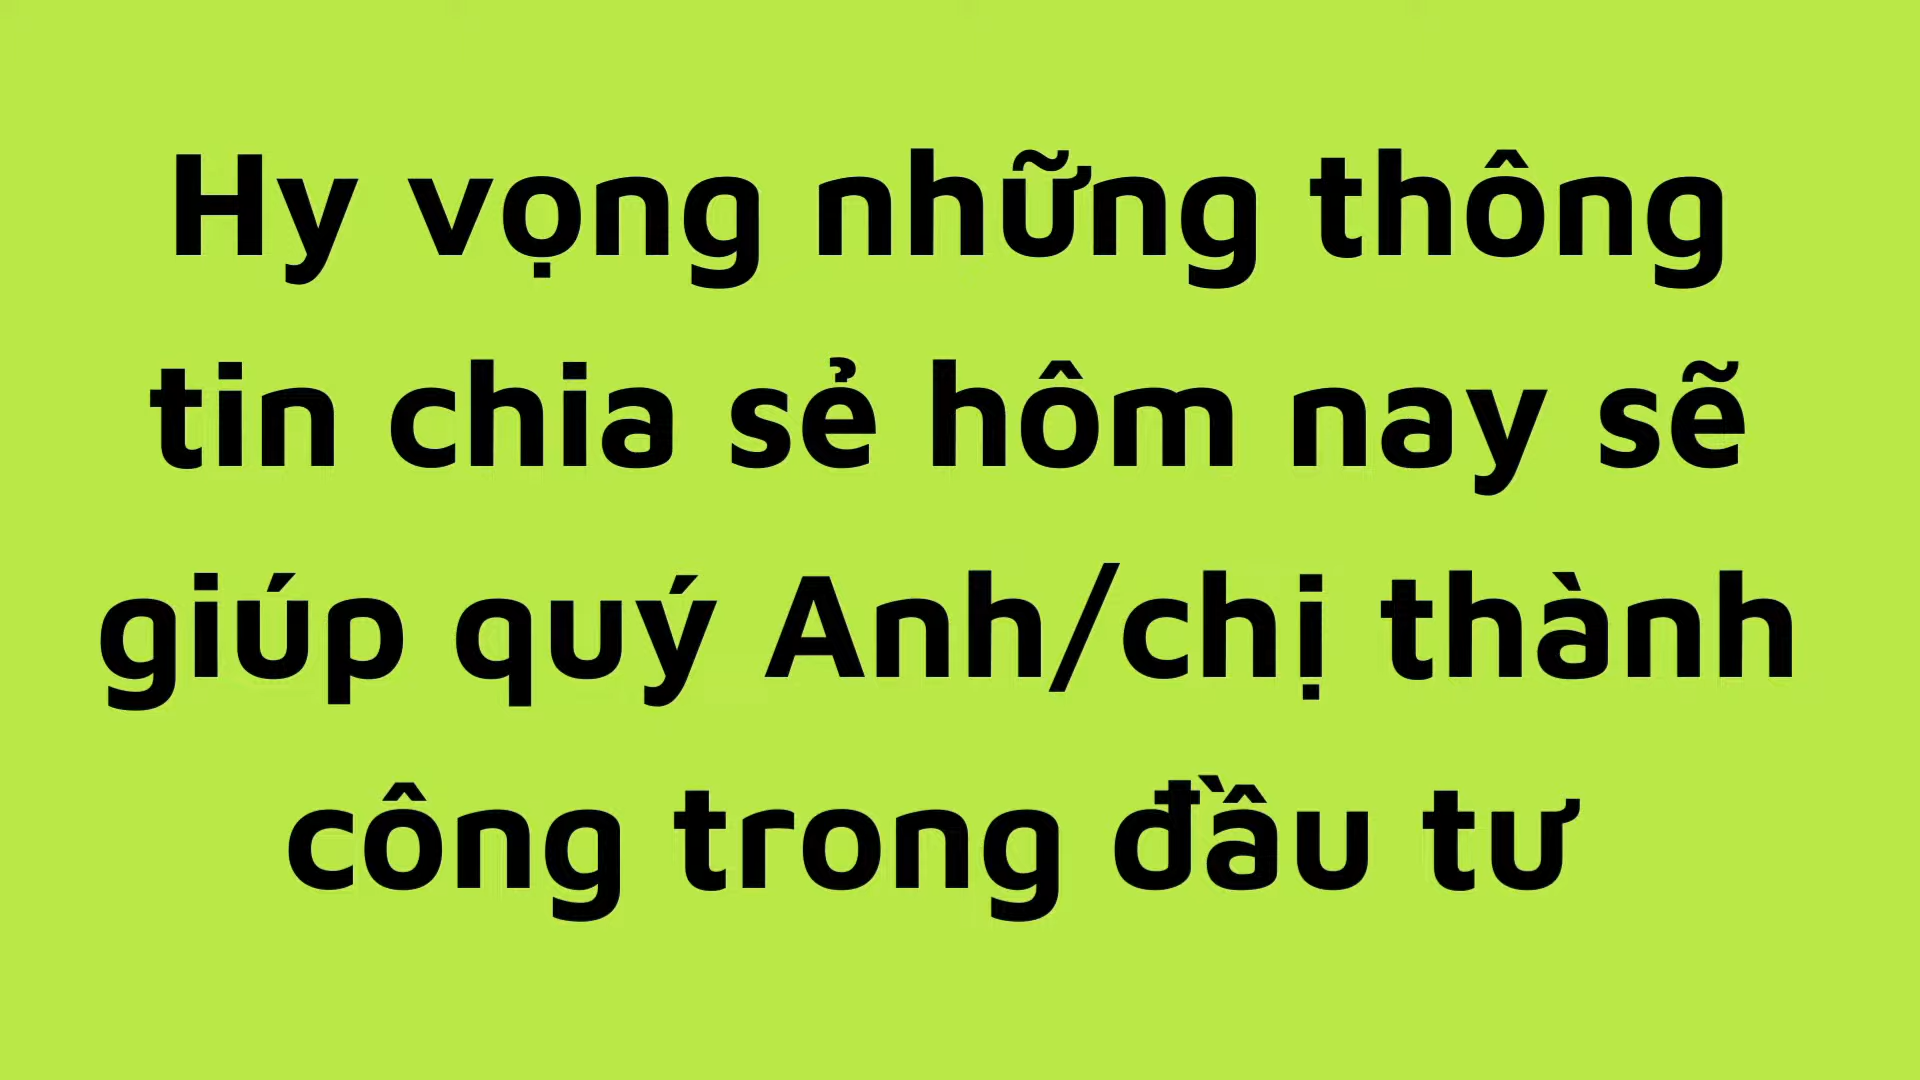 Hy vọng những thông
tin chia sẻ hôm nay sẽ
giúp quý Anh/chị thành
công trong đầu tư